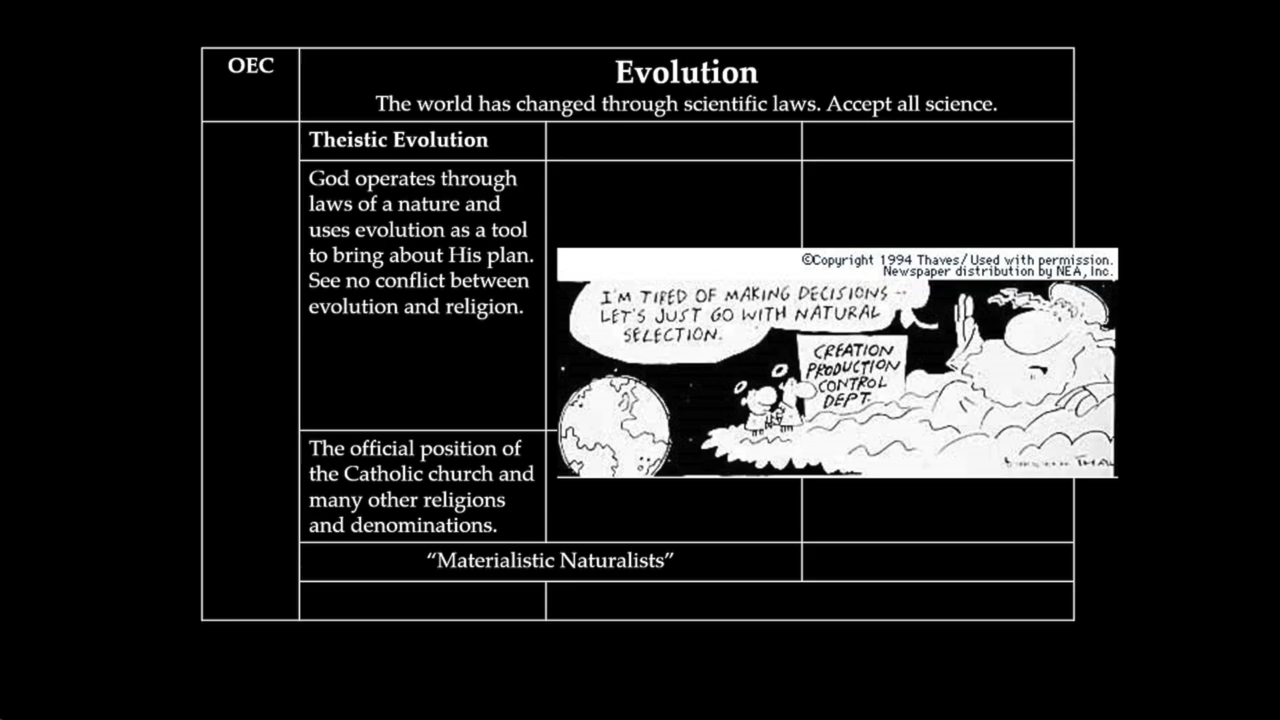 OEC
Evolution
The world has changed through scientific laws. Accept all science.
Theistic Evolution
God operates through
laws of a nature and
uses evolution as a tool
to bring about His plan.
See no conflict between
evolution and religion.
©Copyright 1994 Thaves/Used with permission.
Newspaper distribution by NEA, Inc.
I'M TIRED OF MAKING DECISIONS --
LET'S JUST GO WITH NATURAL
SELECTION.
CREATION
PRODUCTION
CONTROL
DEPT.
The official position of
the Catholic church and
many other religions
and denominations.
“Materialistic Naturalists”